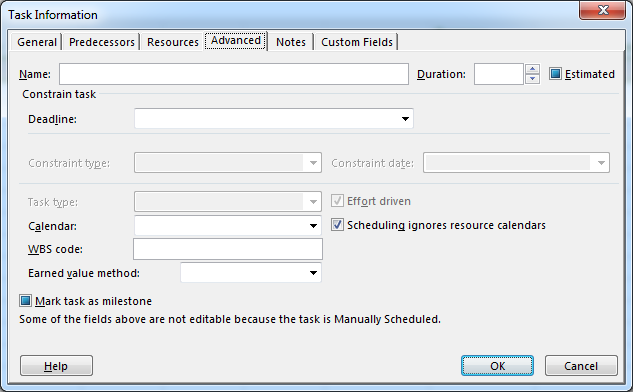 Task Information
General Predecessors Resources Advanced Notes Custom Fields
Name: Duration: Estimated
Constrain task
Deadline:
Constraint type: Constraint date:
Task type: Effort driven
Calendar: Scheduling ignores resource calendars
WBS code:
Earned value method:
Mark task as milestone
Some of the fields above are not editable because the task is Manually Scheduled.
Help OK Cancel